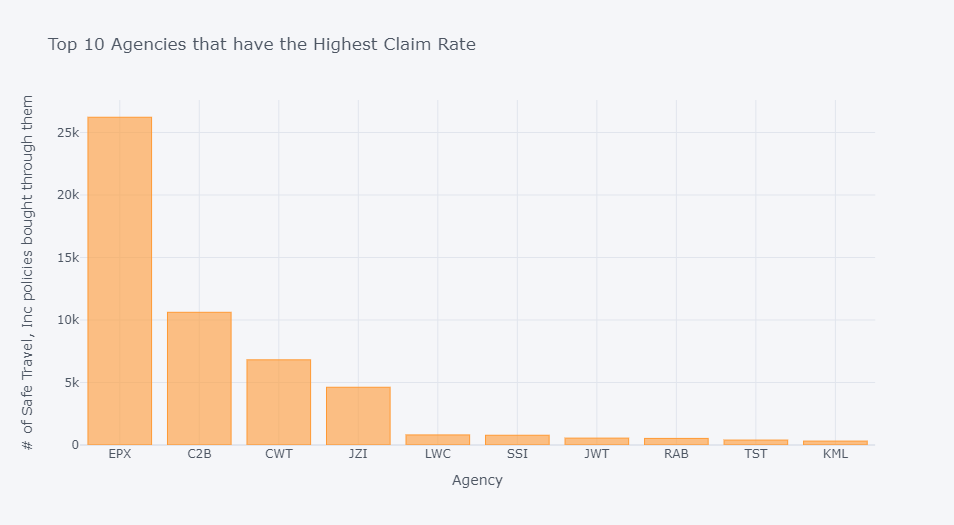 Top 10 Agencies that have the Highest Claim Rate
# of Safe Travel, Inc policies bought through them
25k
20k
15k
10k
5k
0
EPX C2B CWT JZI LWC SSI JWT RAB TST KML
Agency